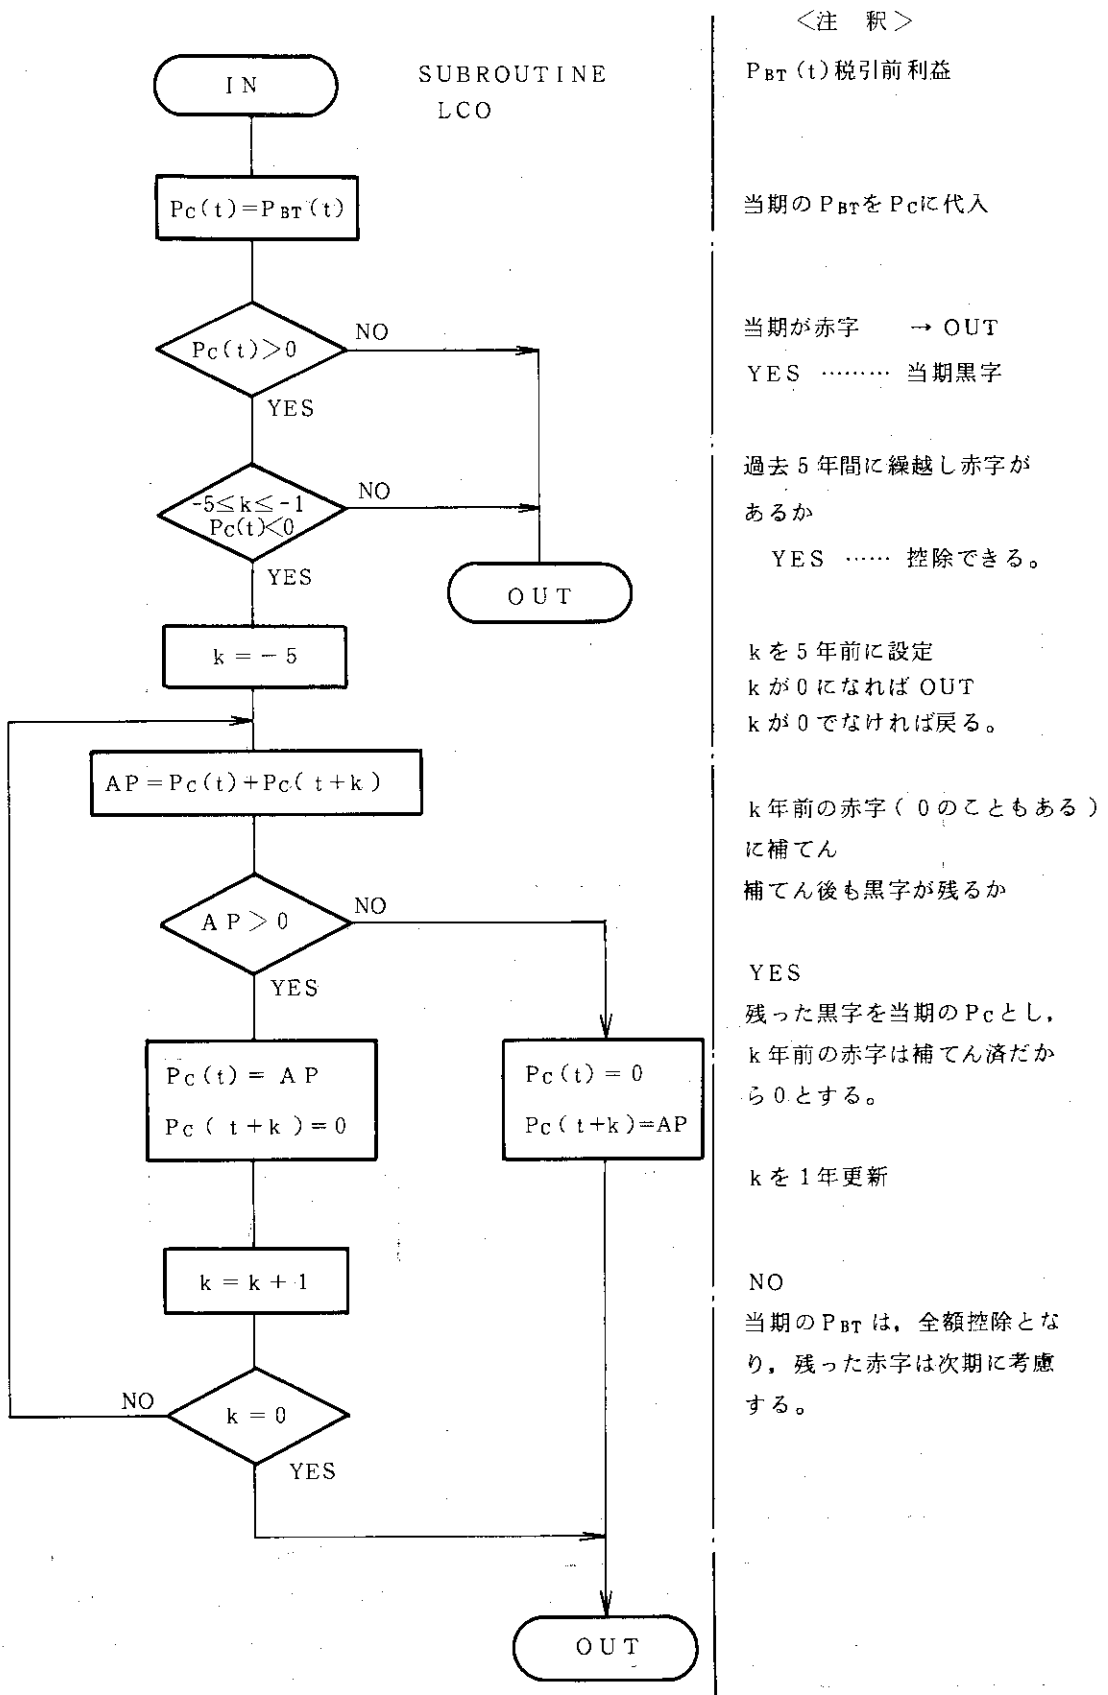 SUBROUTINE
LCO
IN
Pc(t)=PBT(t)
Pc(t)>0
NO
YES
-5≤k≤-1
Pc(t)<0
NO
YES
OUT
k=-5
AP=Pc(t)+Pc(t+k)
AP>0
NO
YES
Pc(t)=AP
Pc(t+k)=0
Pc(t)=0
Pc(t+k)=AP
k=k+1
k=0
NO
YES
OUT
<注 釈>
PBT(t)税引前利益
当期のPBTをPcに代入
当期が赤字 → OUT
YES ……… 当期黒字
過去5年間に繰越し赤字が
あるか
YES …… 控除できる。
kを5年前に設定
kが0になればOUT
kが0でなければ戻る。
k年前の赤字(0のこともある)
に補てん
補てん後も黒字が残るか
YES
残った黒字を当期のPcとし,
k年前の赤字は補てん済だか
ら0とする。
kを1年更新
NO
当期のPBTは,全額控除とな
り,残った赤字は次期に考慮
する。